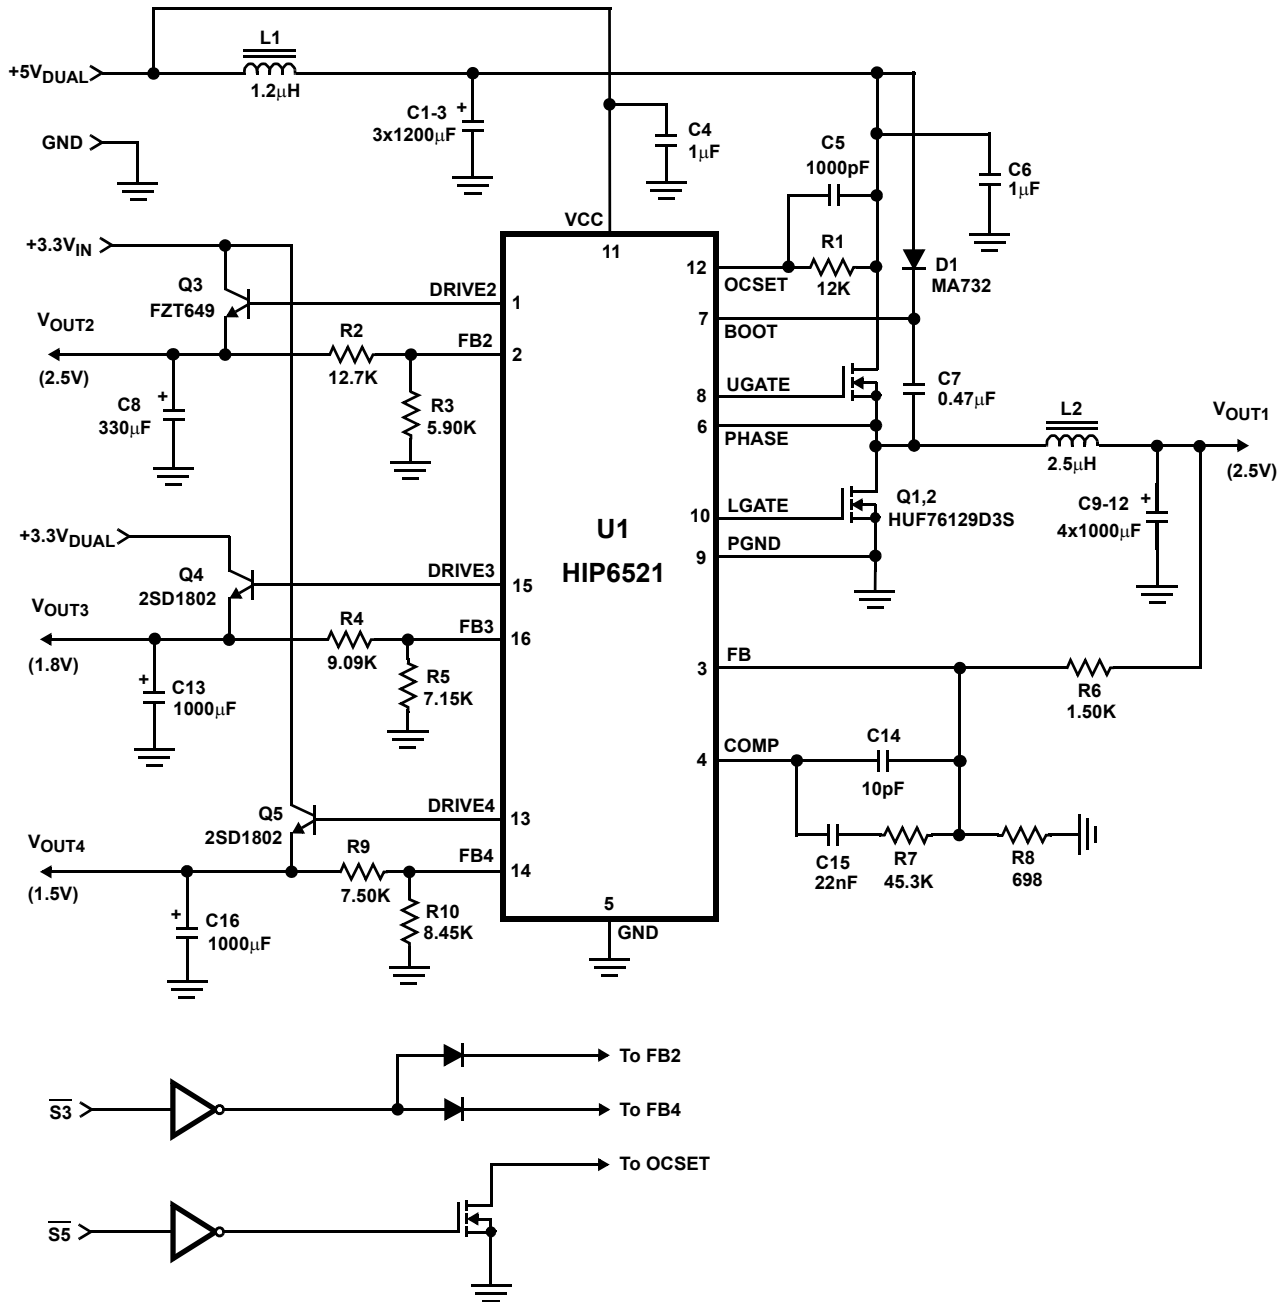 L1
+5VDUAL
1.2μH
C1-3 +
3x1200μF
GND
C4
1μF
C5
1000pF
C6
1μF
VCC
11
+3.3VIN
R1
12K
12
OCSET
D1
MA732
Q3
FZT649
DRIVE2
1
7
BOOT
VOUT2
(2.5V)
R2
12.7K
FB2
2
UGATE
8
C7
0.47μF
+
C8
330μF
R3
5.90K
6
PHASE
L2
2.5μH
VOUT1
(2.5V)
LGATE
10
Q1,2
HUF76129D3S
C9-12 +
4x1000μF
U1
HIP6521
+3.3VDUAL
PGND
9
Q4
2SD1802
DRIVE3
15
VOUT3
(1.8V)
R4
9.09K
FB3
16
FB
3
R6
1.50K
+
C13
1000μF
R5
7.15K
COMP
4
C14
10pF
Q5
2SD1802
DRIVE4
13
VOUT4
(1.5V)
R9
7.50K
FB4
14
C15
22nF
R7
45.3K
R8
698
+
C16
1000μF
R10
8.45K
5
GND
To FB2
S3
To FB4
To OCSET
S5